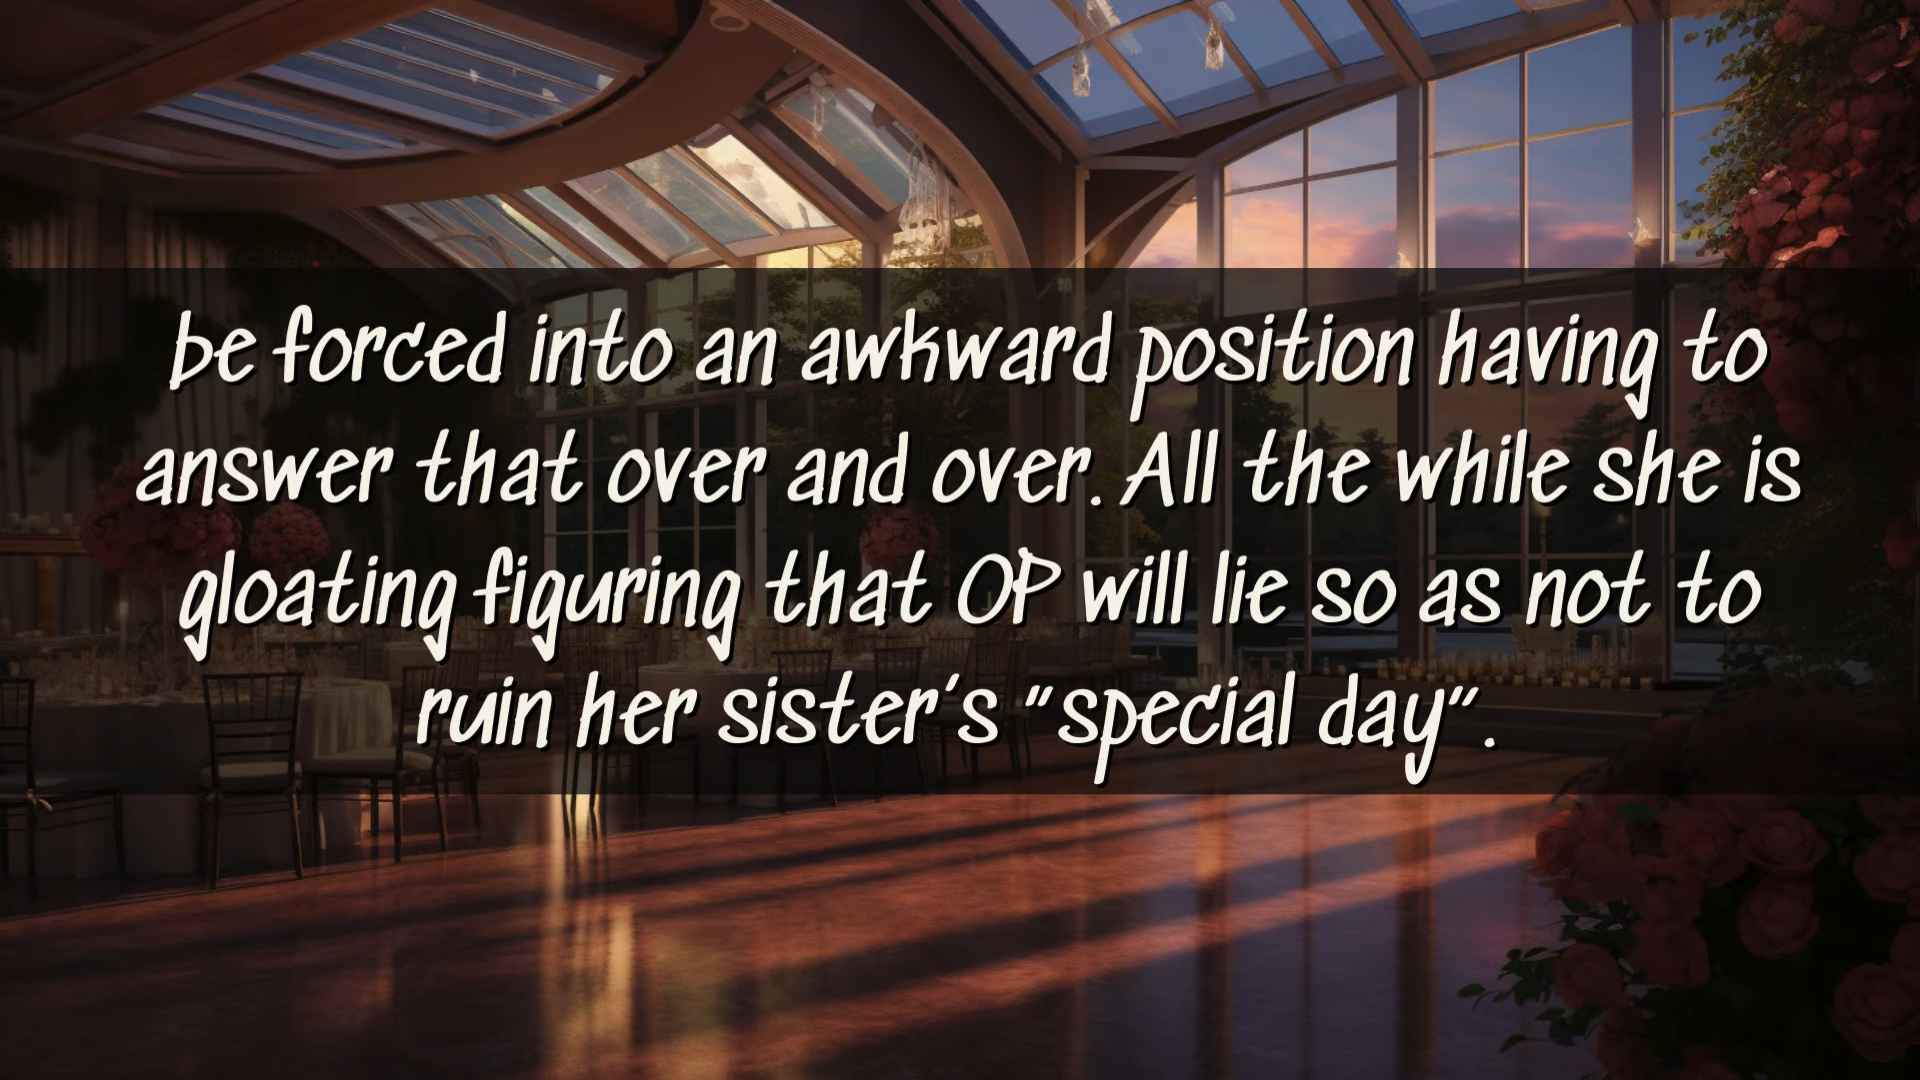 be forced into an awkward position having to
answer that over and over. All the while she is
gloating figuring that OP will lie so as not to
ruin her sister's "special day".